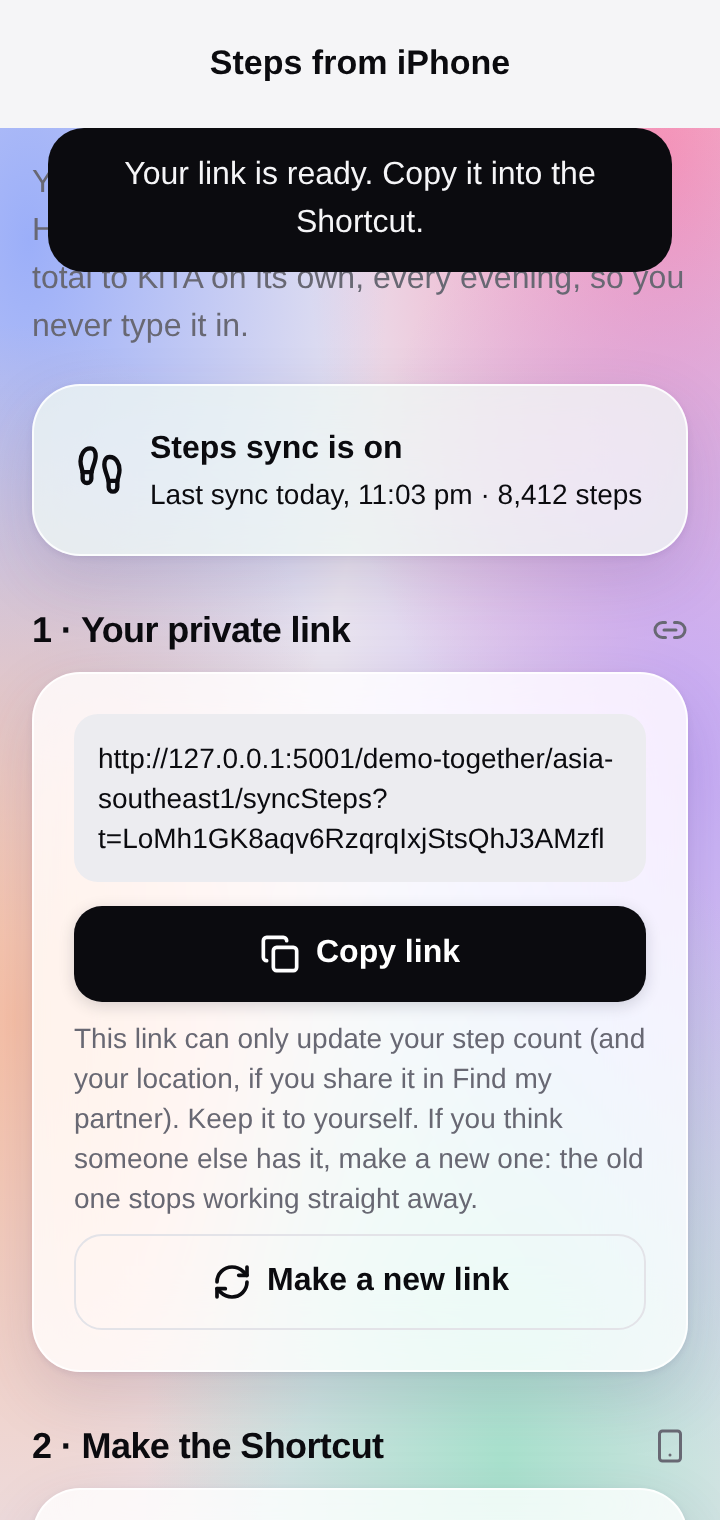 Steps from iPhone
Your link is ready. Copy it into the
Shortcut.
total to KITA on its own, every evening, so you
never type it in.
Steps sync is on
Last sync today, 11:03 pm · 8,412 steps
1 · Your private link
http://127.0.0.1:5001/demo-together/asia-
southeast1/syncSteps?
t=LoMh1GK8aqv6RzqrqIxjStsQhJ3AMzfl
Copy link
This link can only update your step count (and
your location, if you share it in Find my
partner). Keep it to yourself. If you think
someone else has it, make a new one: the old
one stops working straight away.
Make a new link
2 · Make the Shortcut